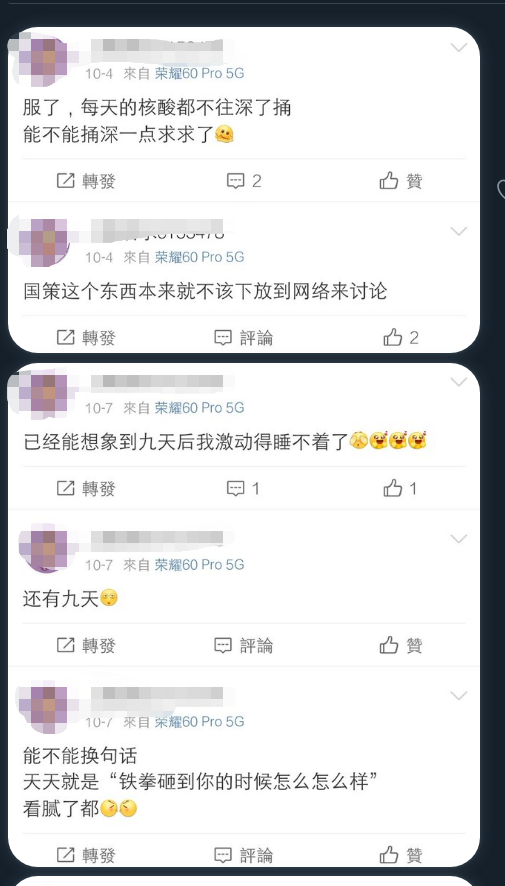 10-4 來自 荣耀60 Pro 5G
服了，每天的核酸都不往深了捅
能不能捅深一点求求了
轉發 2 贊
10-4 來自 荣耀60 Pro 5G
国策这个东西本来就不该下放到网络来讨论
轉發 評論 2
10-7 來自 荣耀60 Pro 5G
已经能想象到九天后我激动得睡不着了
轉發 1 1
10-7 來自 荣耀60 Pro 5G
还有九天
轉發 評論 贊
10-7 來自 荣耀60 Pro 5G
能不能换句话
天天就是“铁拳砸到你的时候怎么怎么样”
看腻了都
轉發 評論 贊